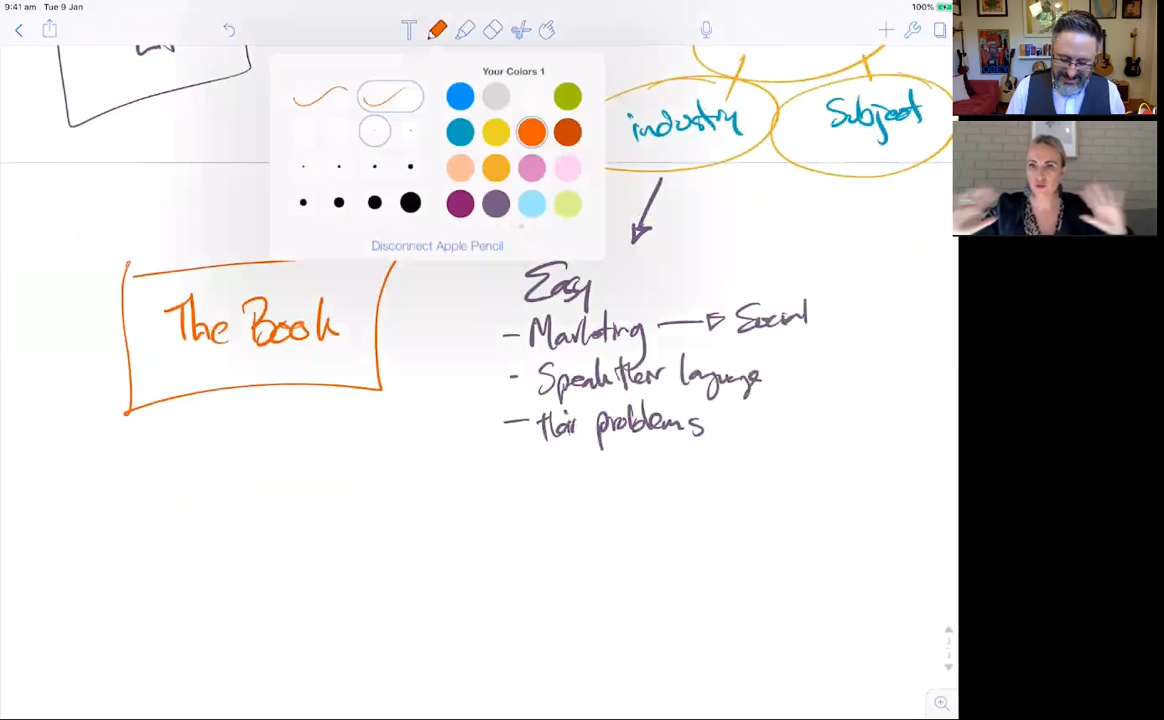 9:41 am Tue 9 Jan
100%
T
Your Colors 1
industry
Subject
Disconnect Apple Pencil
The Book
Easy
- Marketing → Social
- Speak their language
- their problems